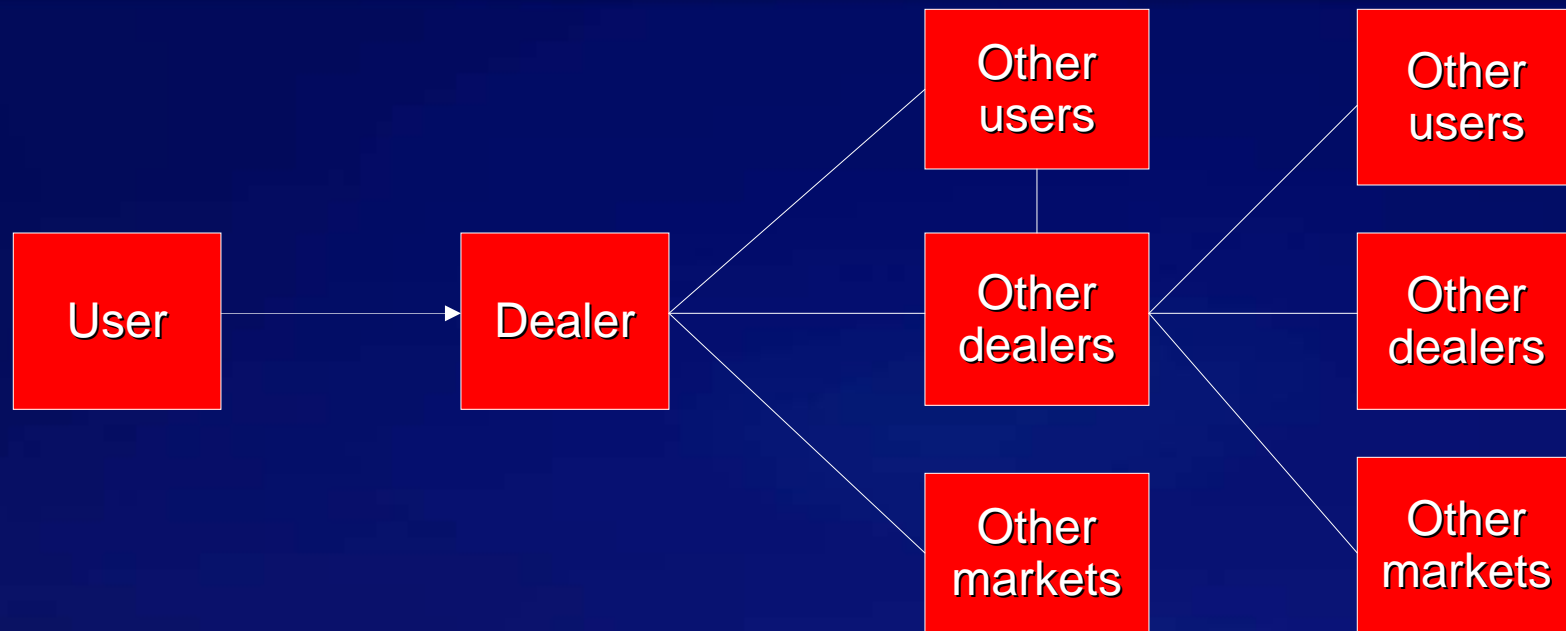 User
Dealer
Other
users
Other
dealers
Other
markets
Other
users
Other
dealers
Other
markets